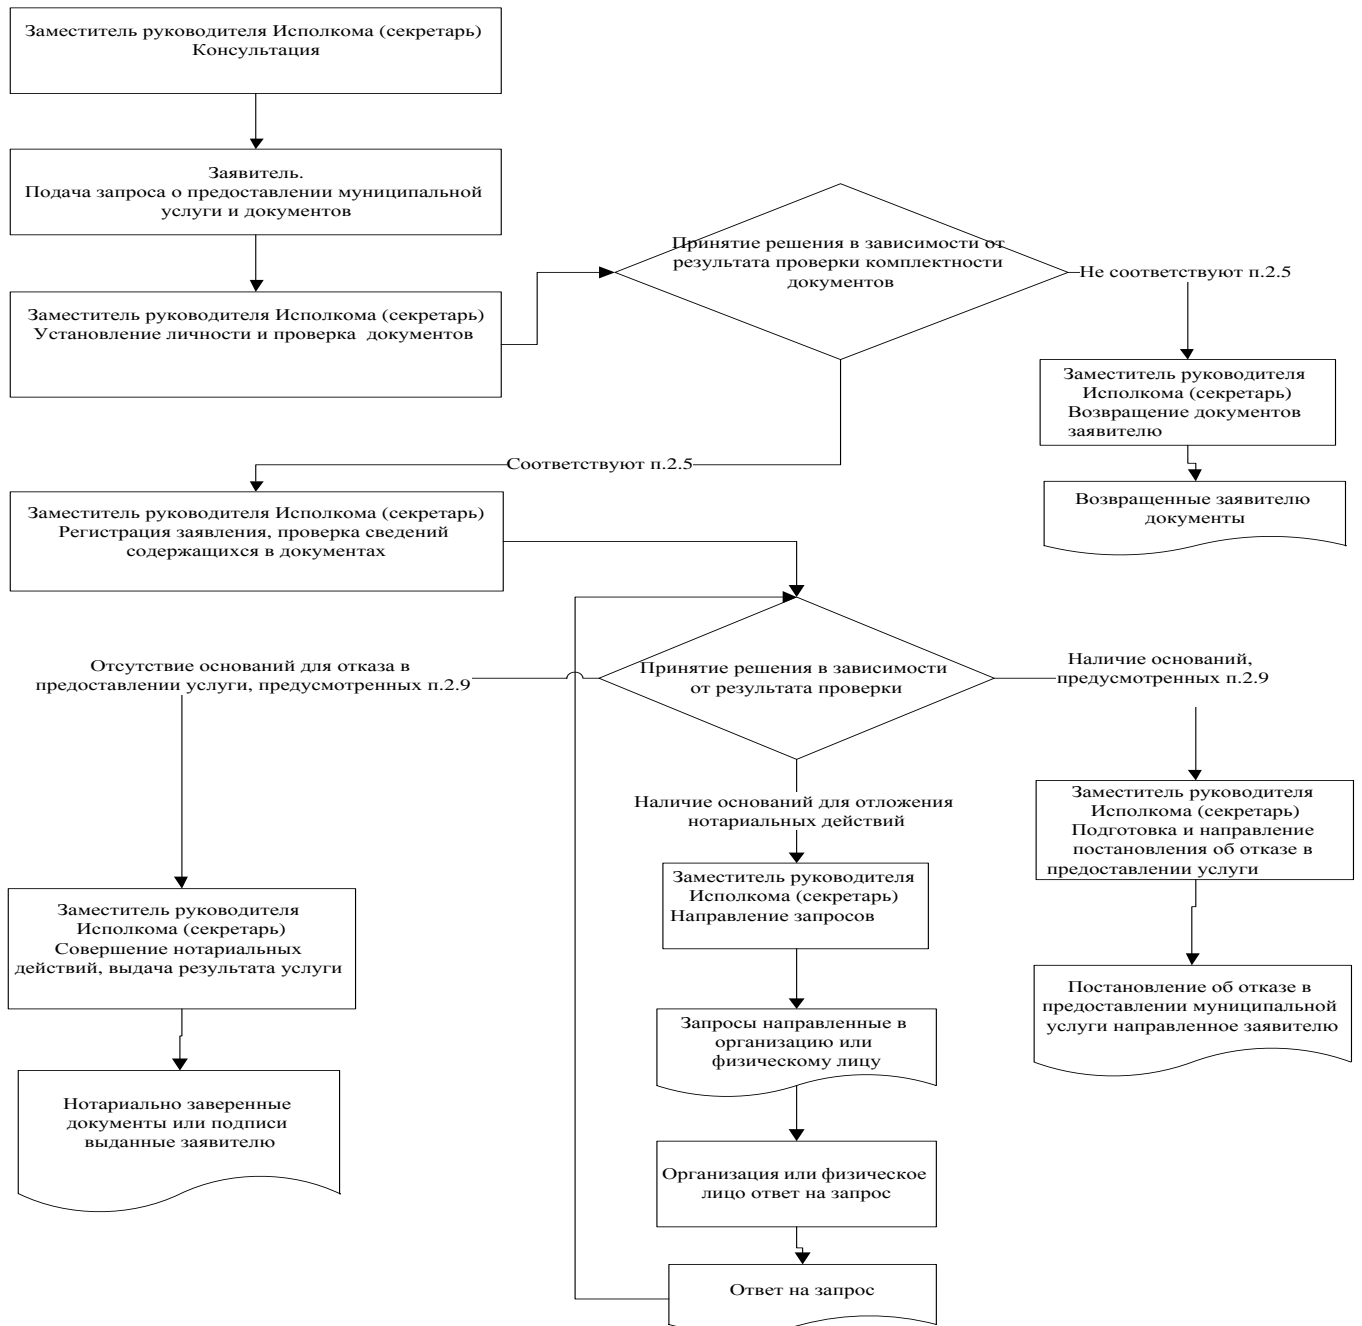 Заместитель руководителя Исполкома (секретарь)
Консультация
Заявитель.
Подача запроса о предоставлении муниципальной
услуги и документов
Заместитель руководителя Исполкома (секретарь)
Установление личности и проверка документов
Принятие решения в зависимости от
результата проверки комплектности
документов
Не соответствуют п.2.5
Заместитель руководителя
Исполкома (секретарь)
Возвращение документов
заявителю
Возвращенные заявителю
документы
Соответствуют п.2.5
Заместитель руководителя Исполкома (секретарь)
Регистрация заявления, проверка сведений
содержащихся в документах
Принятие решения в зависимости
от результата проверки
Отсутствие оснований для отказа в
предоставлении услуги, предусмотренных п.2.9
Наличие оснований,
предусмотренных п.2.9
Наличие оснований для отложения
нотариальных действий
Заместитель руководителя
Исполкома (секретарь)
Совершение нотариальных
действий, выдача результата услуги
Нотариально заверенные
документы или подписи
выданные заявителю
Заместитель руководителя
Исполкома (секретарь)
Направление запросов
Запросы направленные в
организацию или
физическому лицу
Организация или физическое
лицо ответ на запрос
Ответ на запрос
Заместитель руководителя
Исполкома (секретарь)
Подготовка и направление
постановления об отказе в
предоставлении услуги
Постановление об отказе в
предоставлении муниципальной
услуги направленное заявителю